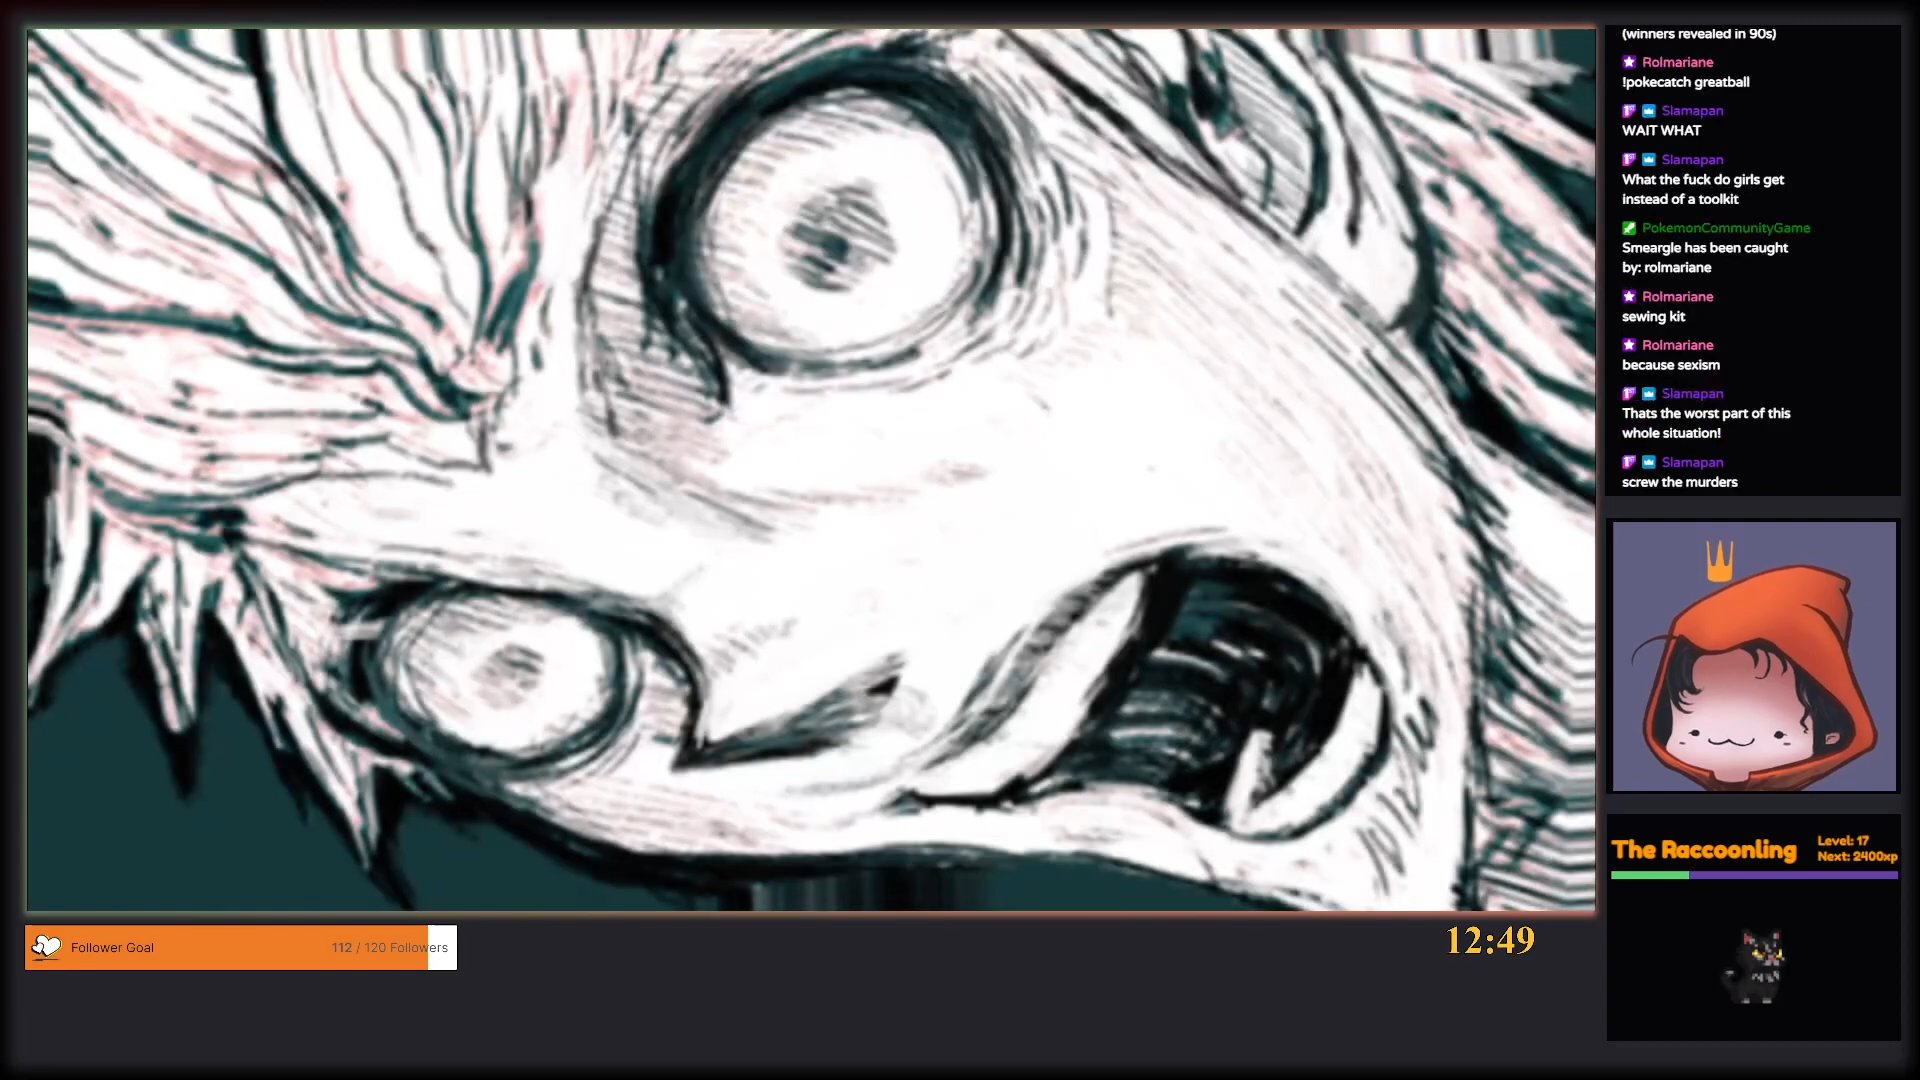 (winners revealed in 90s)
Rolmariane
!pokecatch greatball
Slamapan
WAIT WHAT
Slamapan
What the fuck do girls get
instead of a toolkit
PokemonCommunityGame
Smeargle has been caught
by: rolmariane
Rolmariane
sewing kit
Rolmariane
because sexism
Slamapan
Thats the worst part of this
whole situation!
Slamapan
screw the murders
The Raccoonling
Level: 17
Next: 2400xp
Follower Goal
112 / 120 Followers
12:49